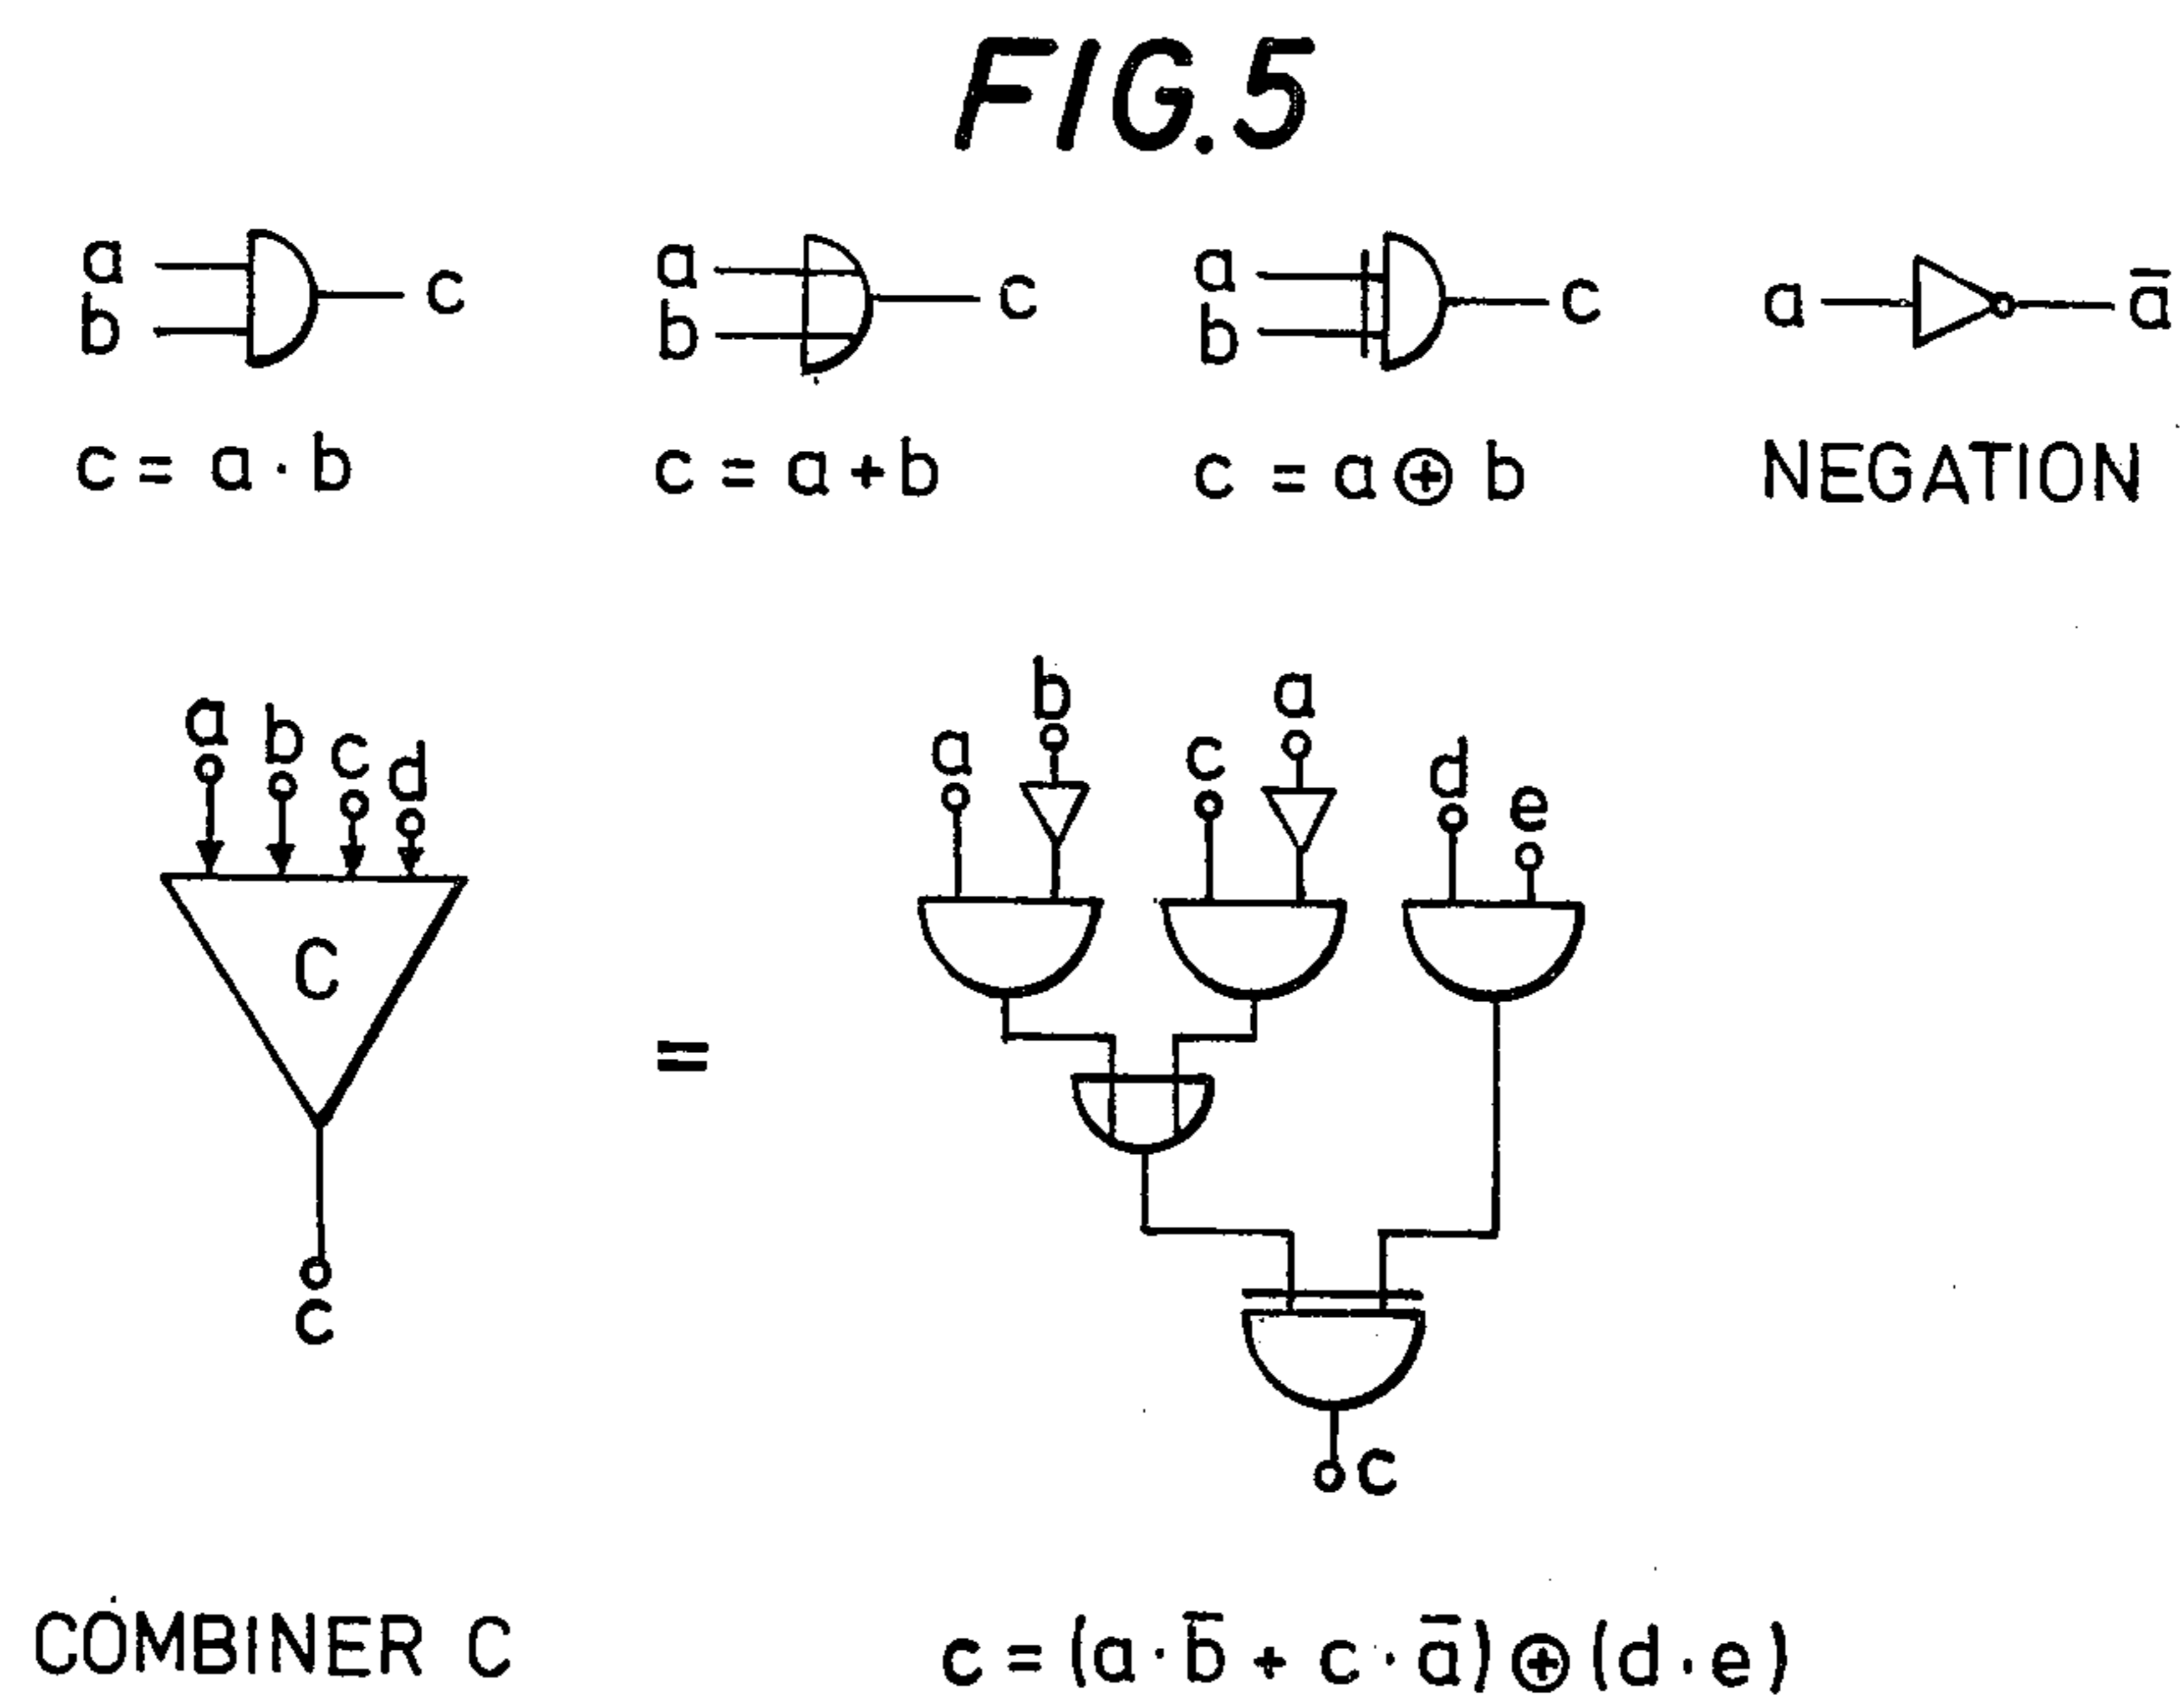 FIG.5
a
b
c
a
b
c
a
b
c
a
a̅
c = a · b
c = a + b
c = a ⊕ b
NEGATION
a b c d
C
c
=
a b c a d e
c
COMBINER C
c = (a · b̅ + c · a̅) ⊕ (d · e)